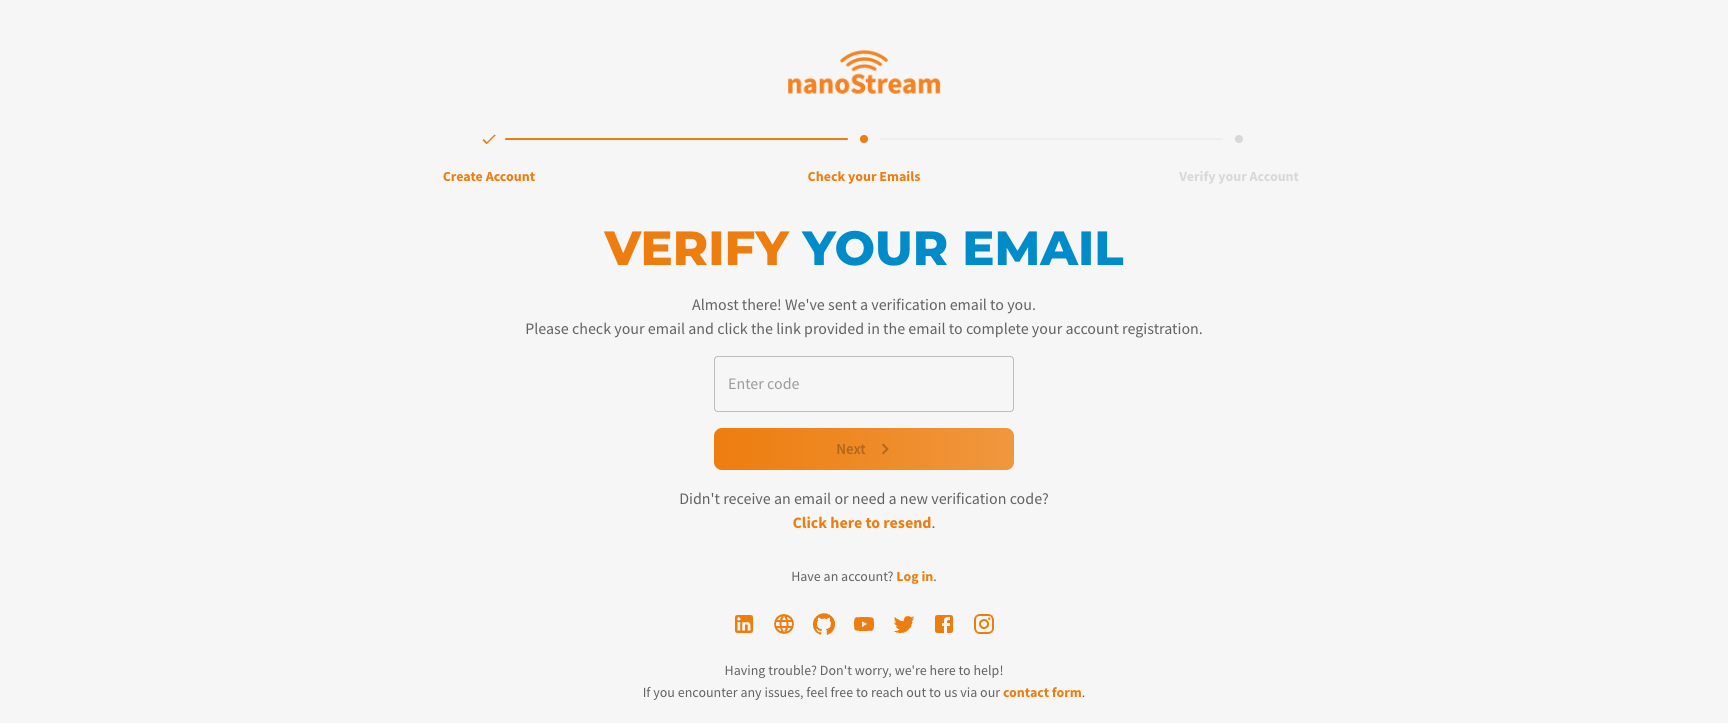 nanoStream
Create Account
Check your Emails
Verify your Account
VERIFY YOUR EMAIL
Almost there! We've sent a verification email to you.
Please check your email and click the link provided in the email to complete your account registration.
Enter code
Next
Didn't receive an email or need a new verification code?
Click here to resend.
Have an account? Log in.
Having trouble? Don't worry, we're here to help!
If you encounter any issues, feel free to reach out to us via our contact form.